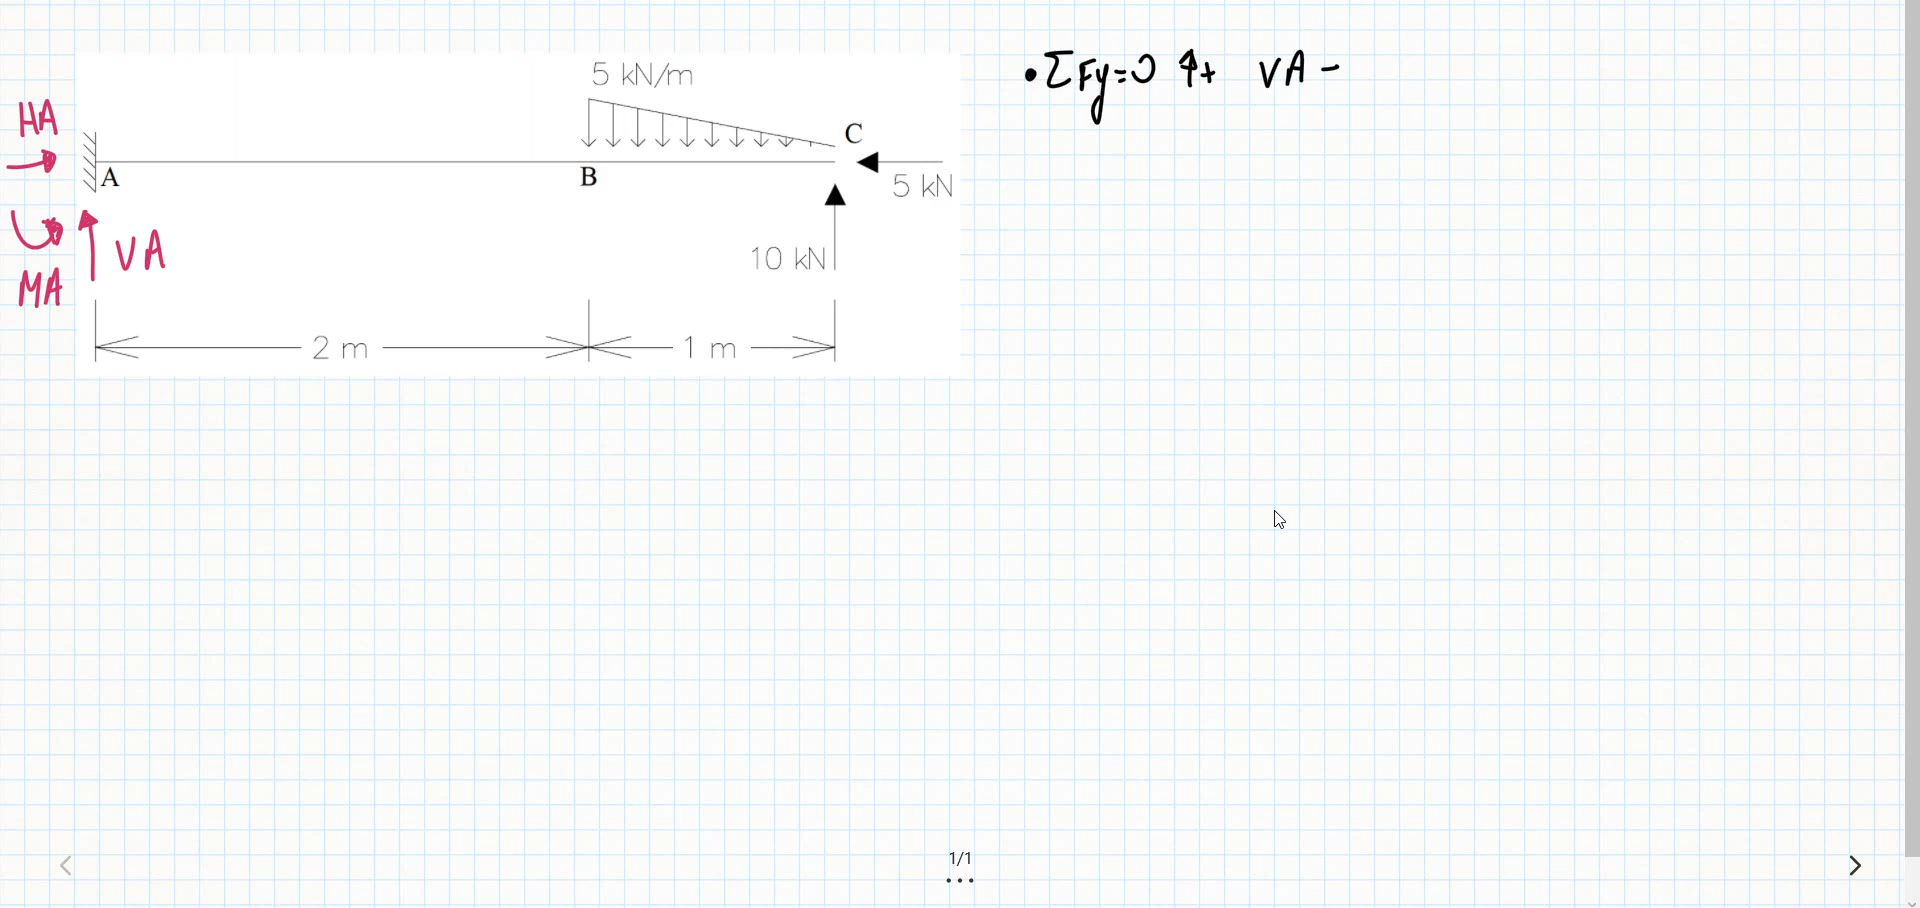 • ΣFy=0 ↑+ VA -
5 kN/m
HA
C
A
B
5 kN
VA
10 kN
MA
2 m
1 m
1/1